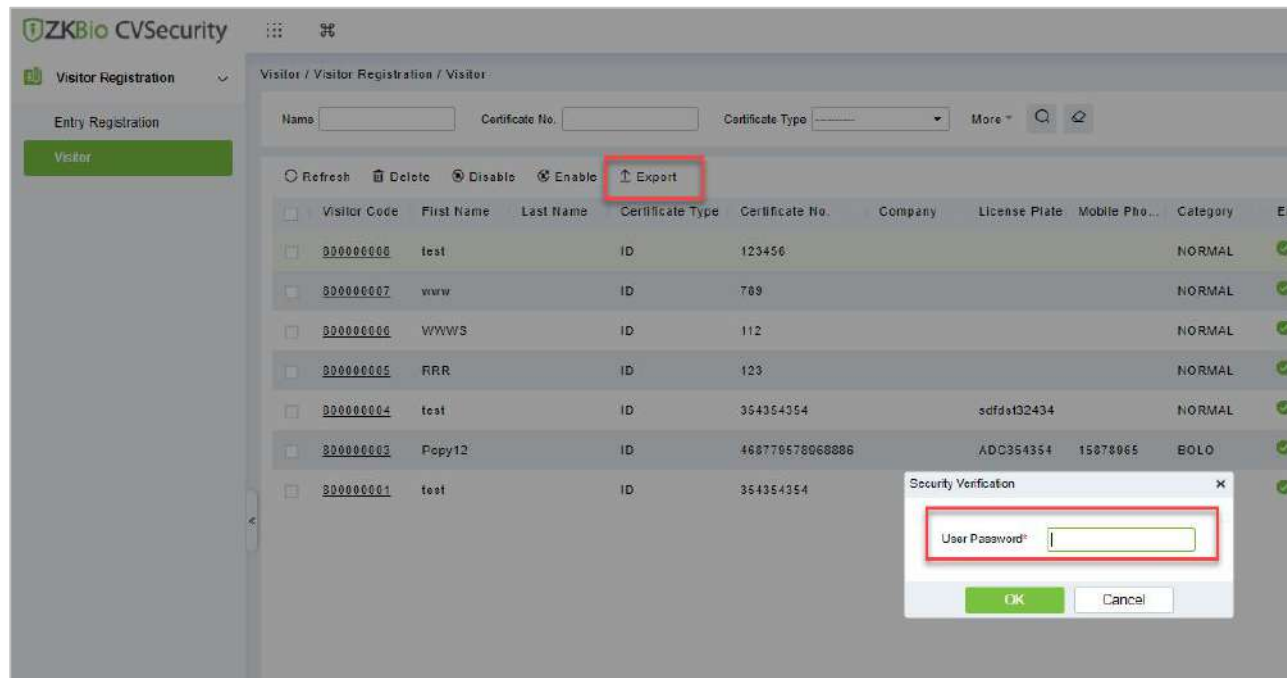 ZKBio CVSecurity
Visitor Registration
Entry Registration
Visitor
Visitor / Visitor Registration / Visitor
Name Certificate No. Certificate Type ---------- More
Refresh Delete Disable Enable Export
Visitor Code First Name Last Name Certificate Type Certificate No. Company License Plate Mobile Pho... Category E
test ID 123456 NORMAL
800000007 www ID 789 NORMAL
800000006 WWWS ID 112 NORMAL
800000005 RRR ID 123 NORMAL
800000004 test ID 354354354 NORMAL
800000003 Popy12 ID 468779578968886 ADC354354 15878965 BOLO
800000001 test ID 354354354
Security Verification
User Password*
OK Cancel